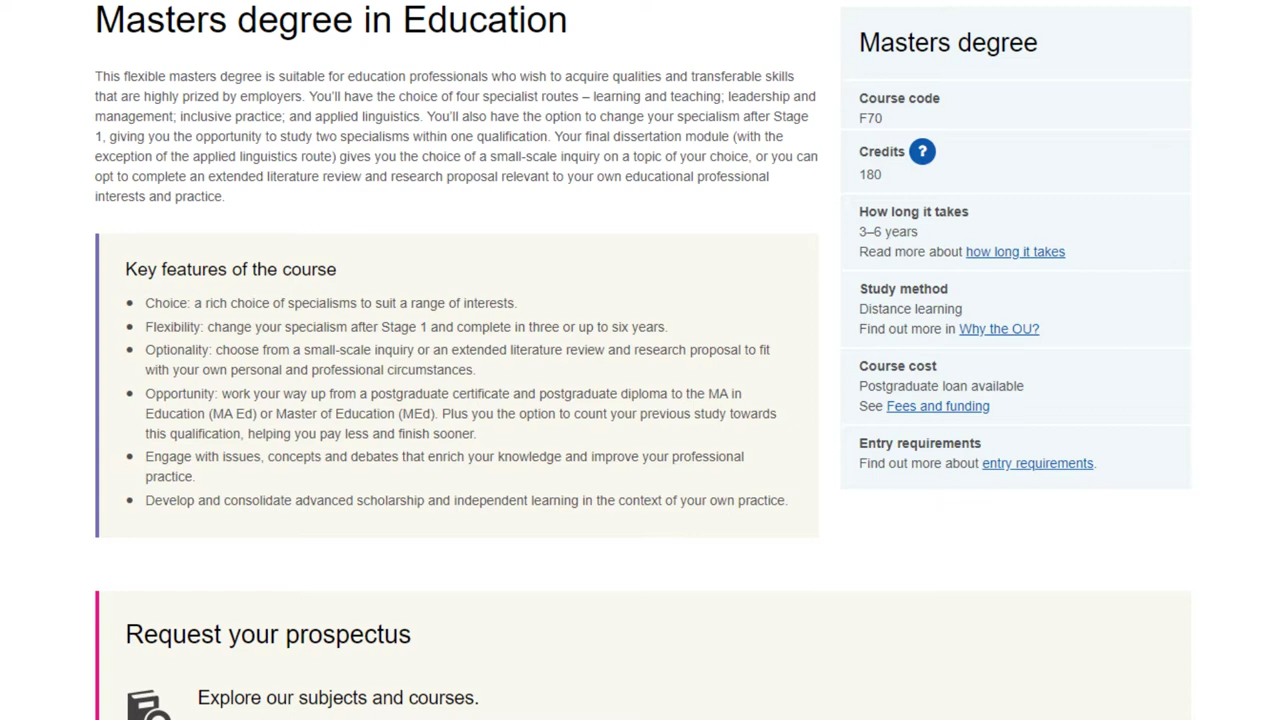 Masters degree in Education
This flexible masters degree is suitable for education professionals who wish to acquire qualities and transferable skills
that are highly prized by employers. You'll have the choice of four specialist routes – learning and teaching; leadership and
management; inclusive practice; and applied linguistics. You'll also have the option to change your specialism after Stage
1, giving you the opportunity to study two specialisms within one qualification. Your final dissertation module (with the
exception of the applied linguistics route) gives you the choice of a small-scale inquiry on a topic of your choice, or you can
opt to complete an extended literature review and research proposal relevant to your own educational professional
interests and practice.
Key features of the course
Choice: a rich choice of specialisms to suit a range of interests.
Flexibility: change your specialism after Stage 1 and complete in three or up to six years.
Optionality: choose from a small-scale inquiry or an extended literature review and research proposal to fit
with your own personal and professional circumstances.
Opportunity: work your way up from a postgraduate certificate and postgraduate diploma to the MA in
Education (MA Ed) or Master of Education (MEd). Plus you the option to count your previous study towards
this qualification, helping you pay less and finish sooner.
Engage with issues, concepts and debates that enrich your knowledge and improve your professional
practice.
Develop and consolidate advanced scholarship and independent learning in the context of your own practice.
Masters degree
Course code
F70
Credits ?
180
How long it takes
3–6 years
Read more about how long it takes
Study method
Distance learning
Find out more in Why the OU?
Course cost
Postgraduate loan available
See Fees and funding
Entry requirements
Find out more about entry requirements.
Request your prospectus
Explore our subjects and courses.